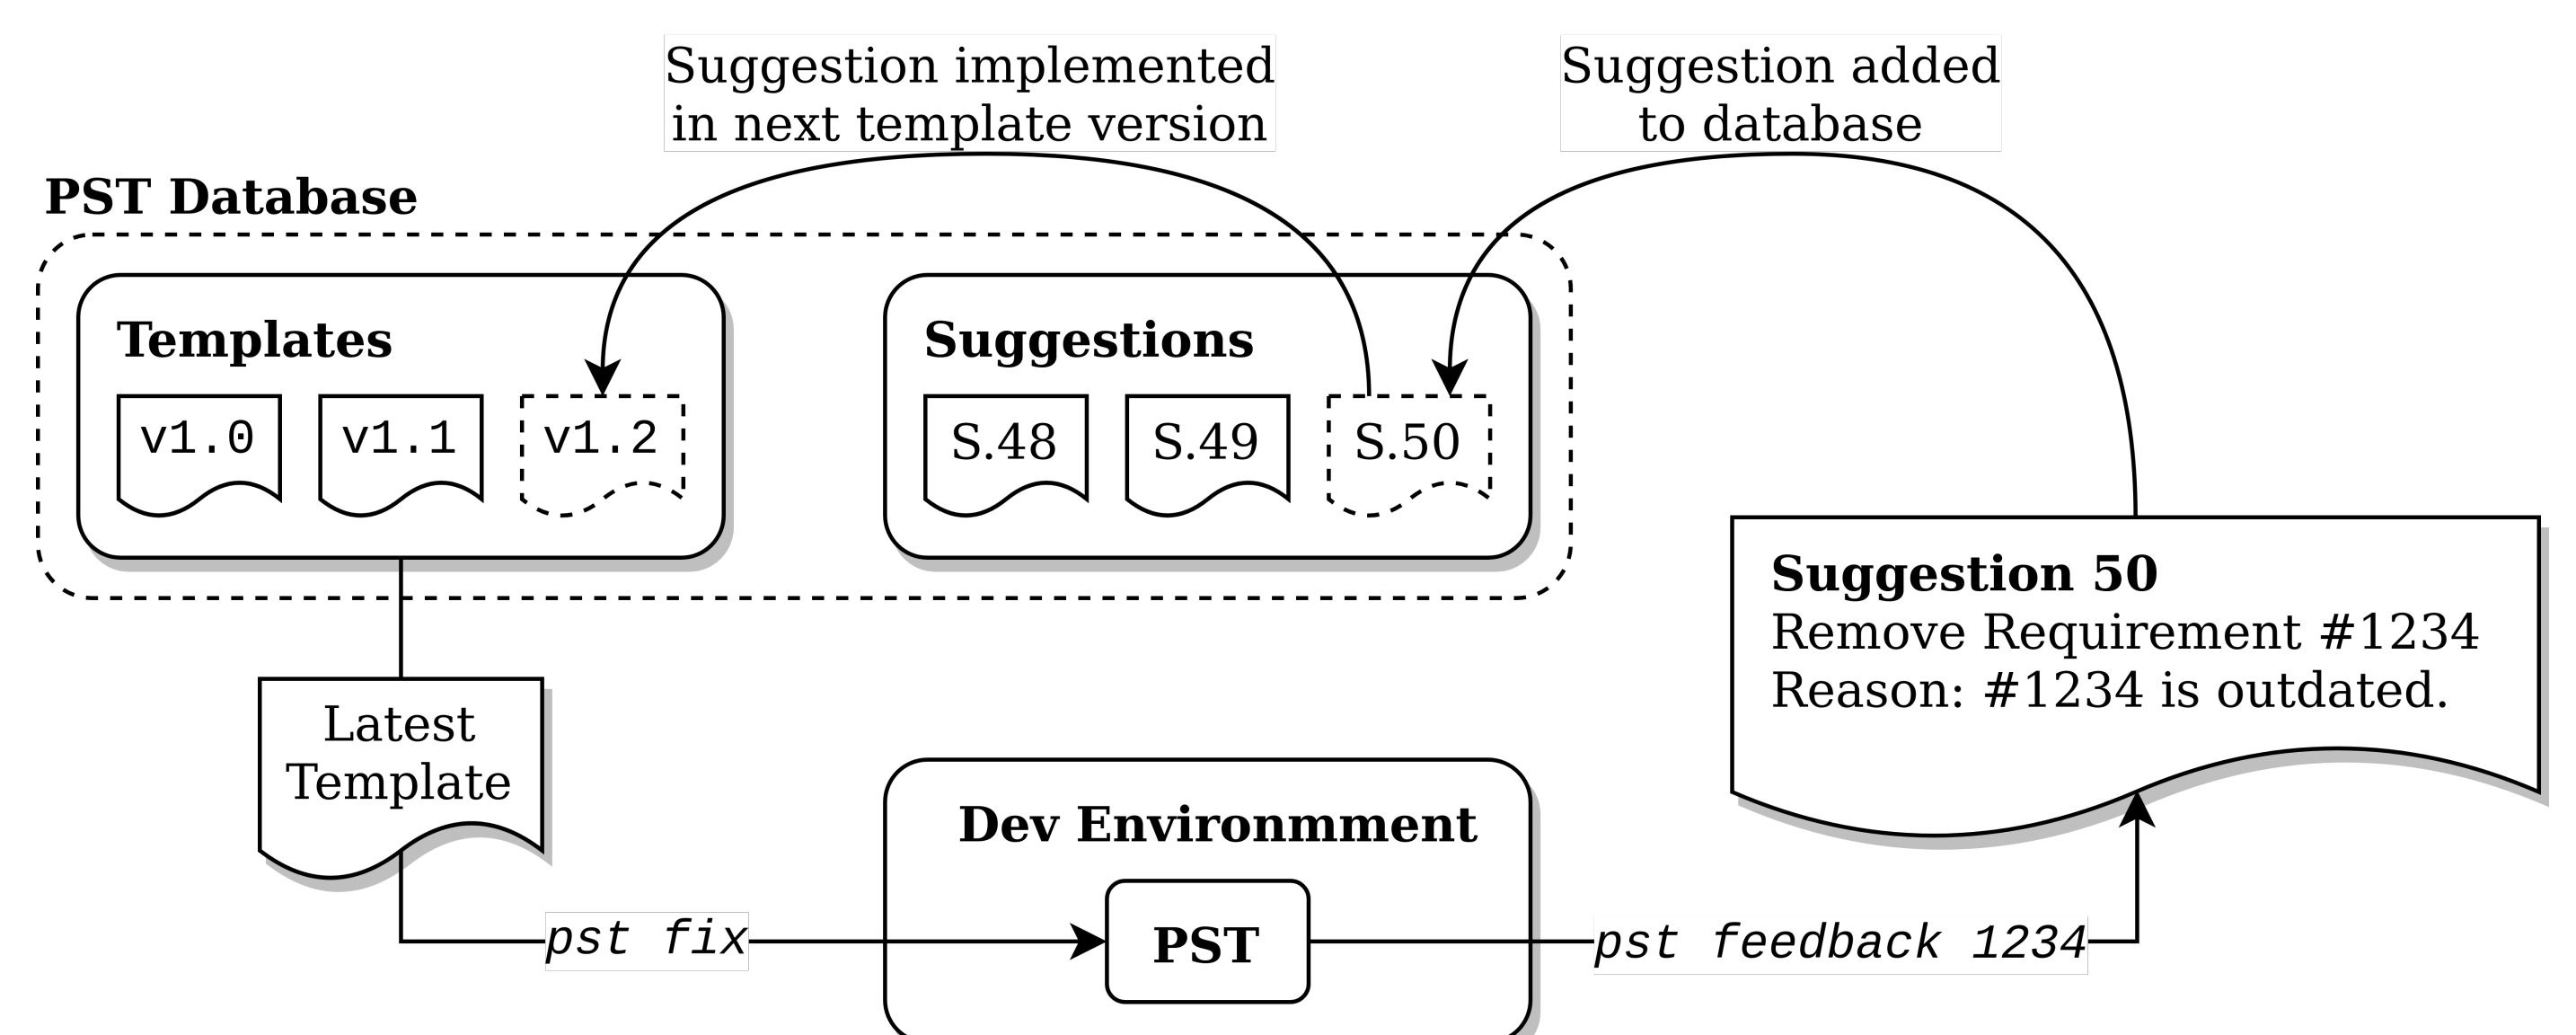 Suggestion implemented
in next template version
Suggestion added
to database
PST Database
Templates
v1.0
v1.1
v1.2
Suggestions
S.48
S.49
S.50
Suggestion 50
Remove Requirement #1234
Reason: #1234 is outdated.
Latest
Template
Dev Environmment
pst fix
PST
pst feedback 1234